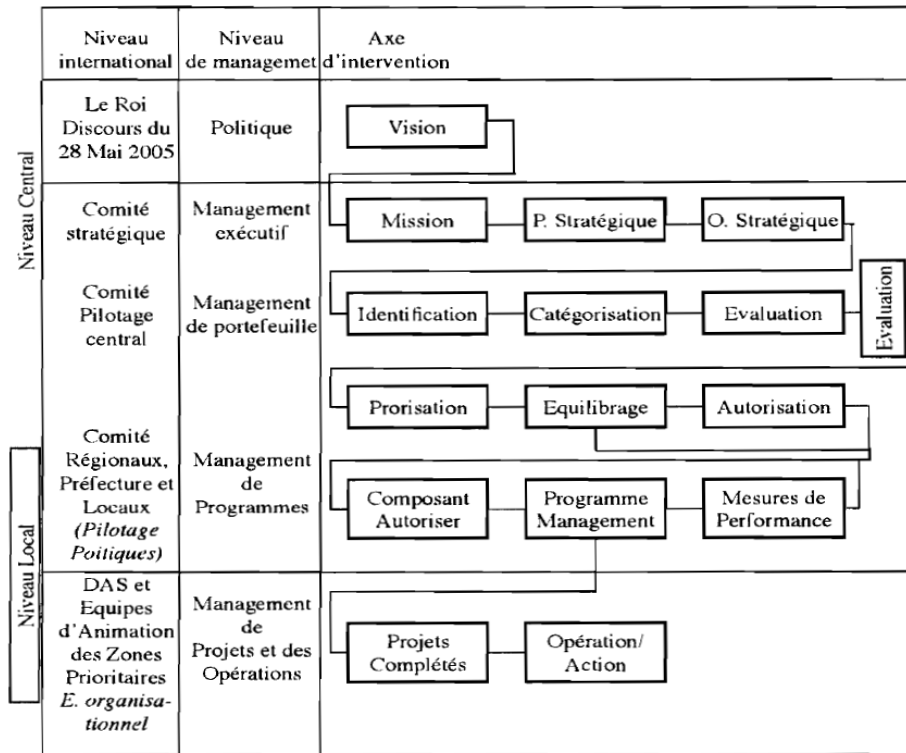 Niveau international
Niveau de managemet
Axe d'intervention
Niveau Central
Le Roi
Discours du
28 Mai 2005
Politique
Vision
Comité
stratégique
Management
exécutif
Mission
P. Stratégique
O. Stratégique
Comité
Pilotage
central
Management
de portefeuille
Identification
Catégorisation
Evaluation
Evaluation
Prorisation
Equilibrage
Autorisation
Niveau Local
Comité
Régionaux,
Préfecture et
Locaux
(Pilotage
Poitiques)
Management
de
Programmes
Composant
Autoriser
Programme
Management
Mesures de
Performance
DAS et
Equipes
d'Animation
des Zones
Prioritaires
E. organisa-
tionnel
Management
de
Projets et des
Opérations
Projets
Complétés
Opération/
Action